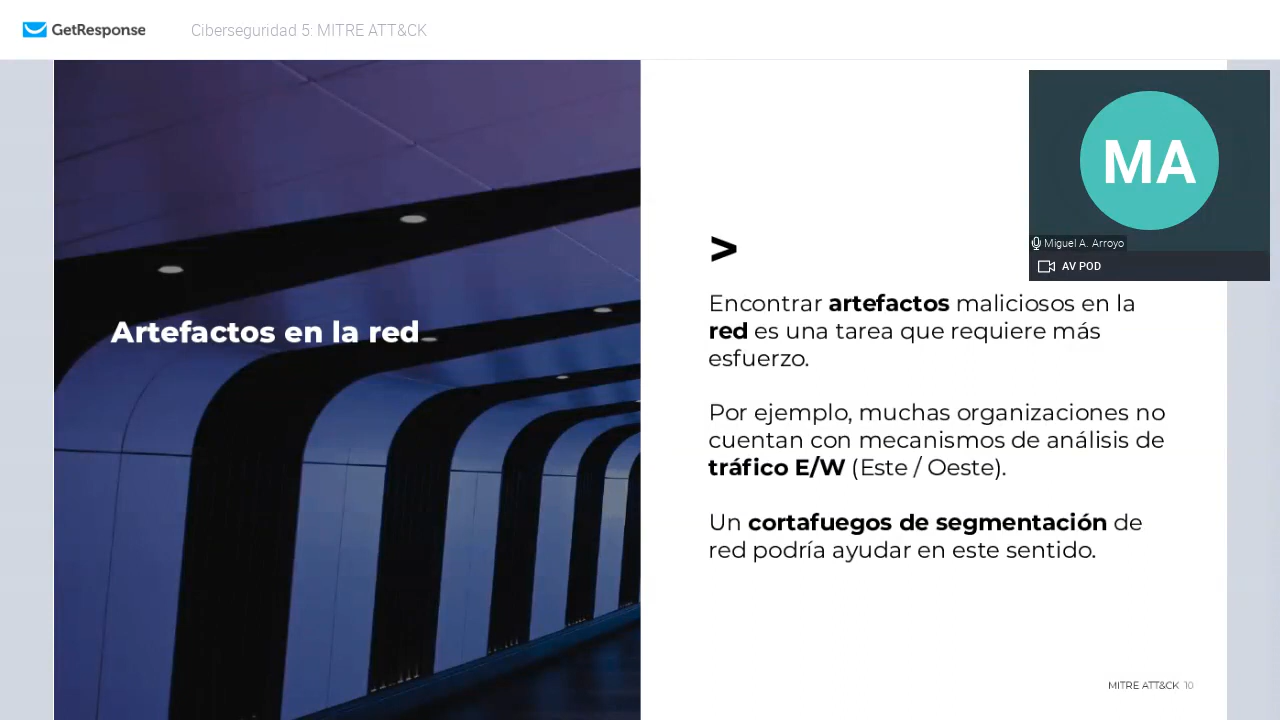 GetResponse
Ciberseguridad 5: MITRE ATT&CK
MA
Miguel A. Arroyo
AV POD
Artefactos en la red
>
Encontrar artefactos maliciosos en la
red es una tarea que requiere más
esfuerzo.
Por ejemplo, muchas organizaciones no
cuentan con mecanismos de análisis de
tráfico E/W (Este / Oeste).
Un cortafuegos de segmentación de
red podría ayudar en este sentido.
MITRE ATT&CK 10